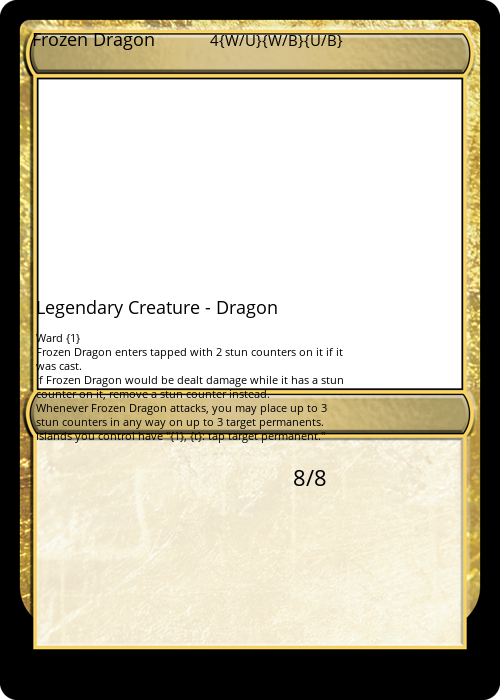 Frozen Dragon 4{W/U}{W/B}{U/B}
Legendary Creature - Dragon
Ward {1}
Frozen Dragon enters tapped with 2 stun counters on it if it
was cast.
If Frozen Dragon would be dealt damage while it has a stun
counter on it, remove a stun counter instead.
Whenever Frozen Dragon attacks, you may place up to 3
stun counters in any way on up to 3 target permanents.
Islands you control have "{1}, {t}: tap target permanent."
8/8